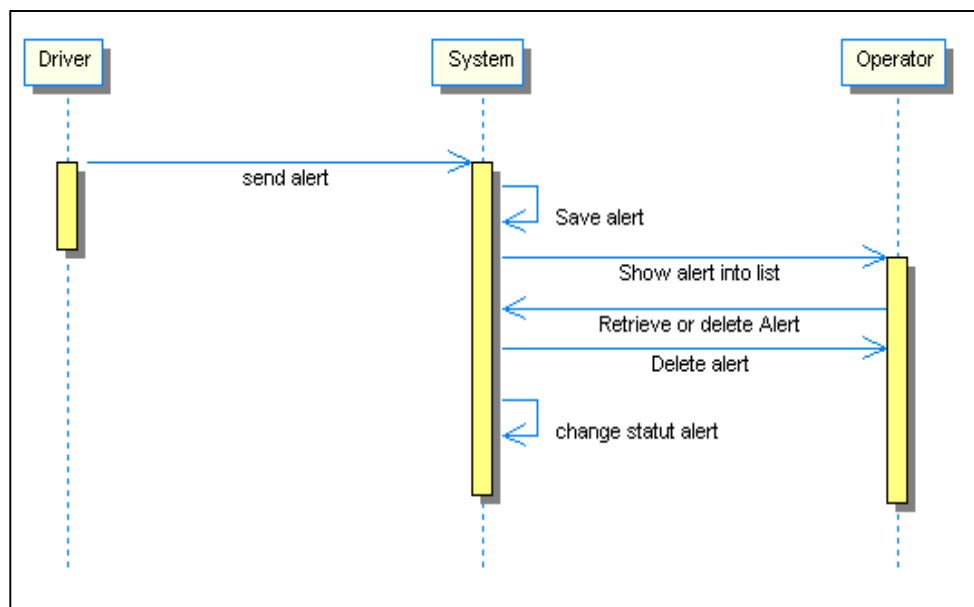 Driver
System
Operator
send alert
Save alert
Show alert into list
Retrieve or delete Alert
Delete alert
change statut alert